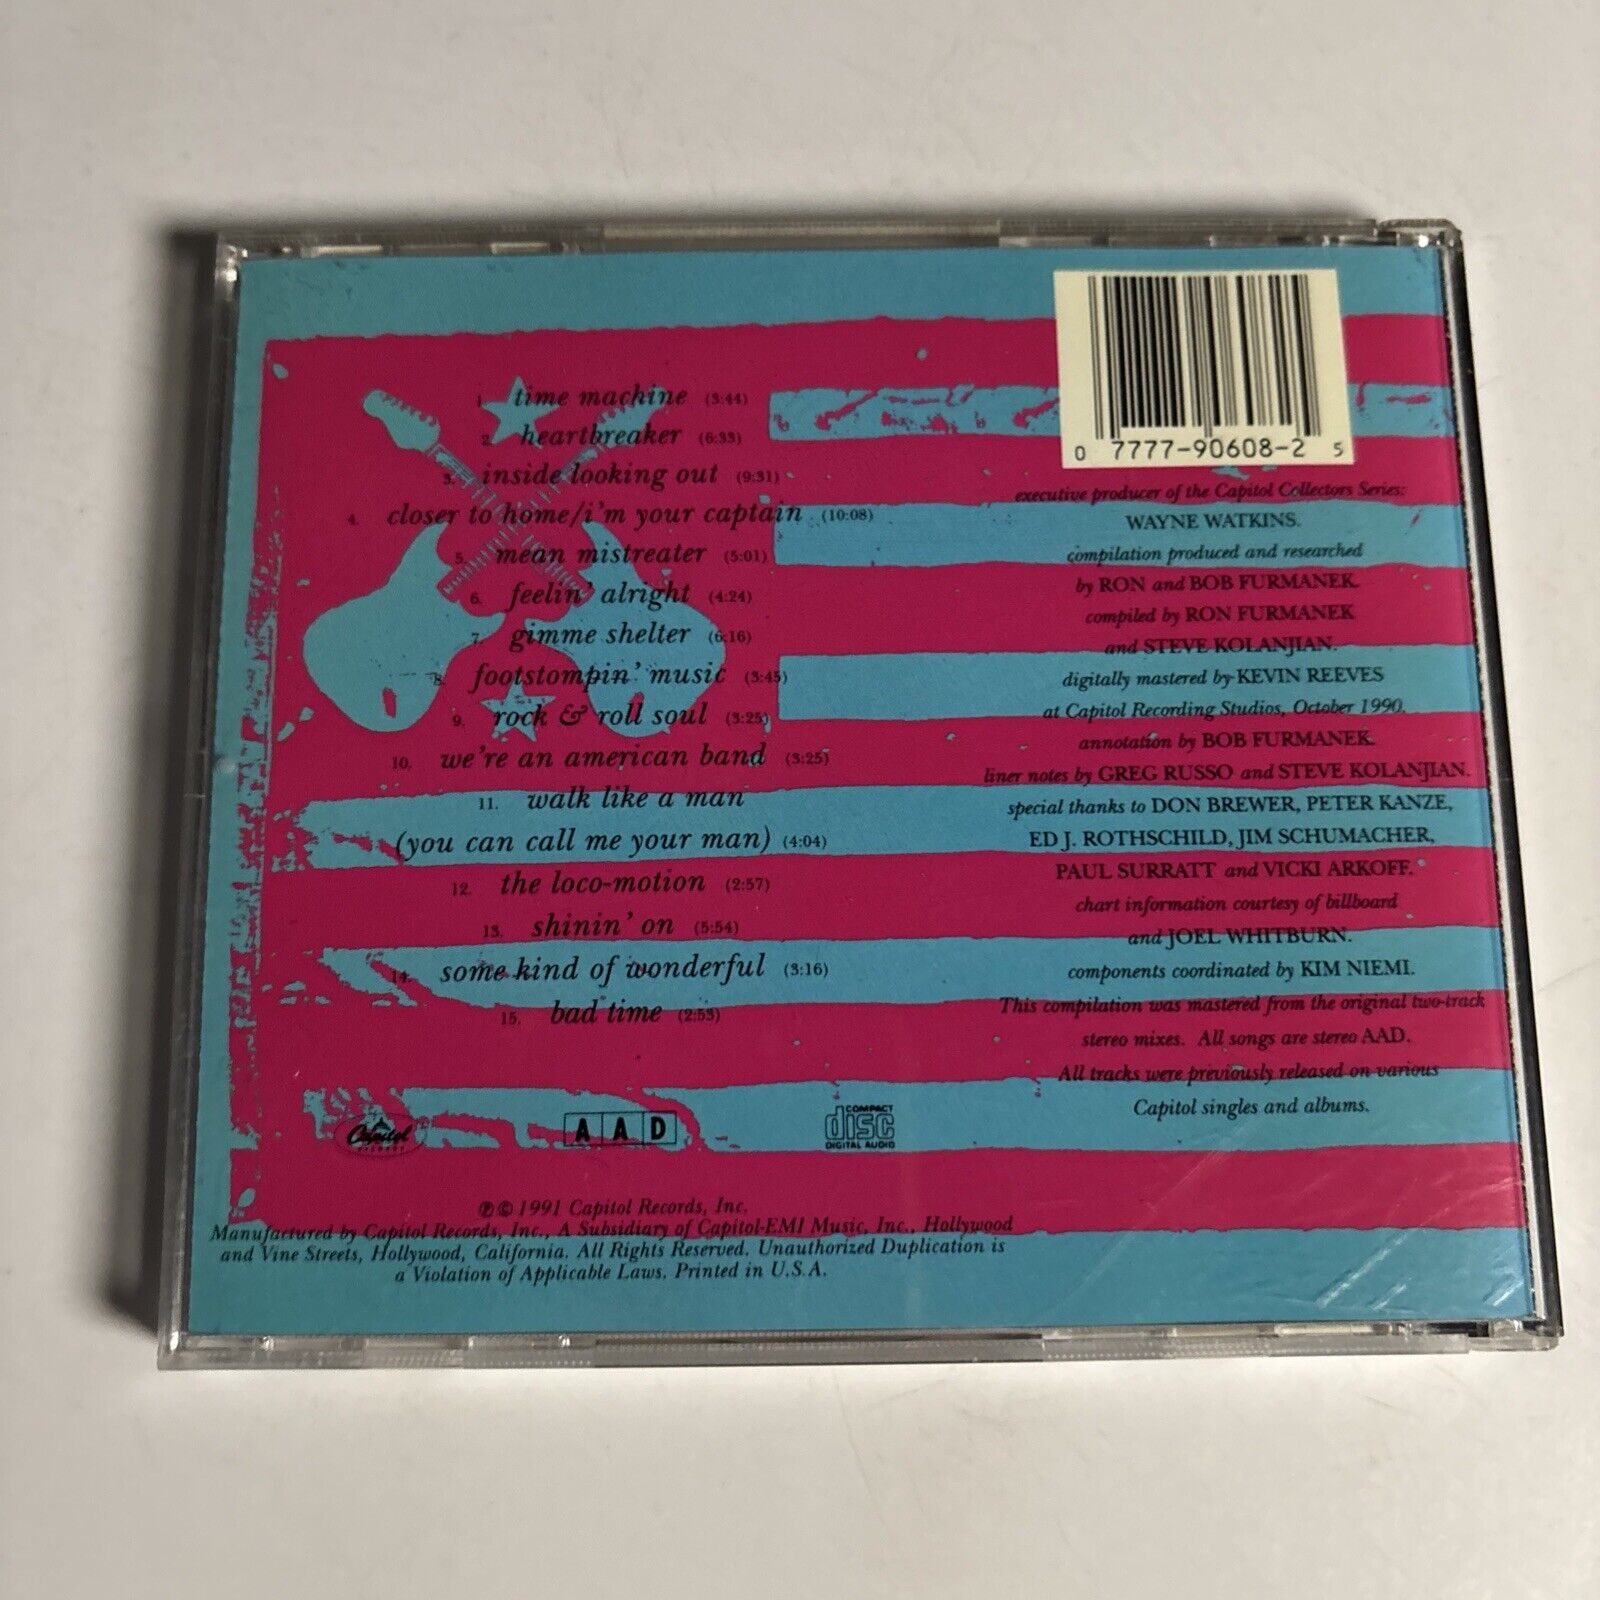 1. time machine (3:44)
2. heartbreaker (6:33)
3. inside looking out (9:31)
4. closer to home/i'm your captain (10:08)
5. mean mistreater (5:01)
6. feelin' alright (4:24)
7. gimme shelter (6:16)
8. footstompin' music (3:45)
9. rock & roll soul (3:25)
10. we're an american band (3:25)
11. walk like a man
(you can call me your man) (4:04)
12. the loco-motion (2:57)
13. shinin' on (5:54)
14. some kind of wonderful (3:16)
15. bad time (2:53)
0 7777-90608-2 5
executive producer of the Capitol Collectors Series:
WAYNE WATKINS.
compilation produced and researched
by RON and BOB FURMANEK.
compiled by RON FURMANEK
and STEVE KOLANJIAN.
digitally mastered by KEVIN REEVES
at Capitol Recording Studios, October 1990.
annotation by BOB FURMANEK.
liner notes by GREG RUSSO and STEVE KOLANJIAN.
special thanks to DON BREWER, PETER KANZE,
ED J. ROTHSCHILD, JIM SCHUMACHER,
PAUL SURRATT and VICKI ARKOFF.
chart information courtesy of billboard
and JOEL WHITBURN.
components coordinated by KIM NIEMI.
This compilation was mastered from the original two-track
stereo mixes. All songs are stereo AAD.
All tracks were previously released on various
Capitol singles and albums.
Capitol
RECORDS
A A D
COMPACT
disc
DIGITAL AUDIO
℗© 1991 Capitol Records, Inc.
Manufactured by Capitol Records, Inc., A Subsidiary of Capitol-EMI Music, Inc., Hollywood
and Vine Streets, Hollywood, California. All Rights Reserved. Unauthorized Duplication is
a Violation of Applicable Laws. Printed in U.S.A.